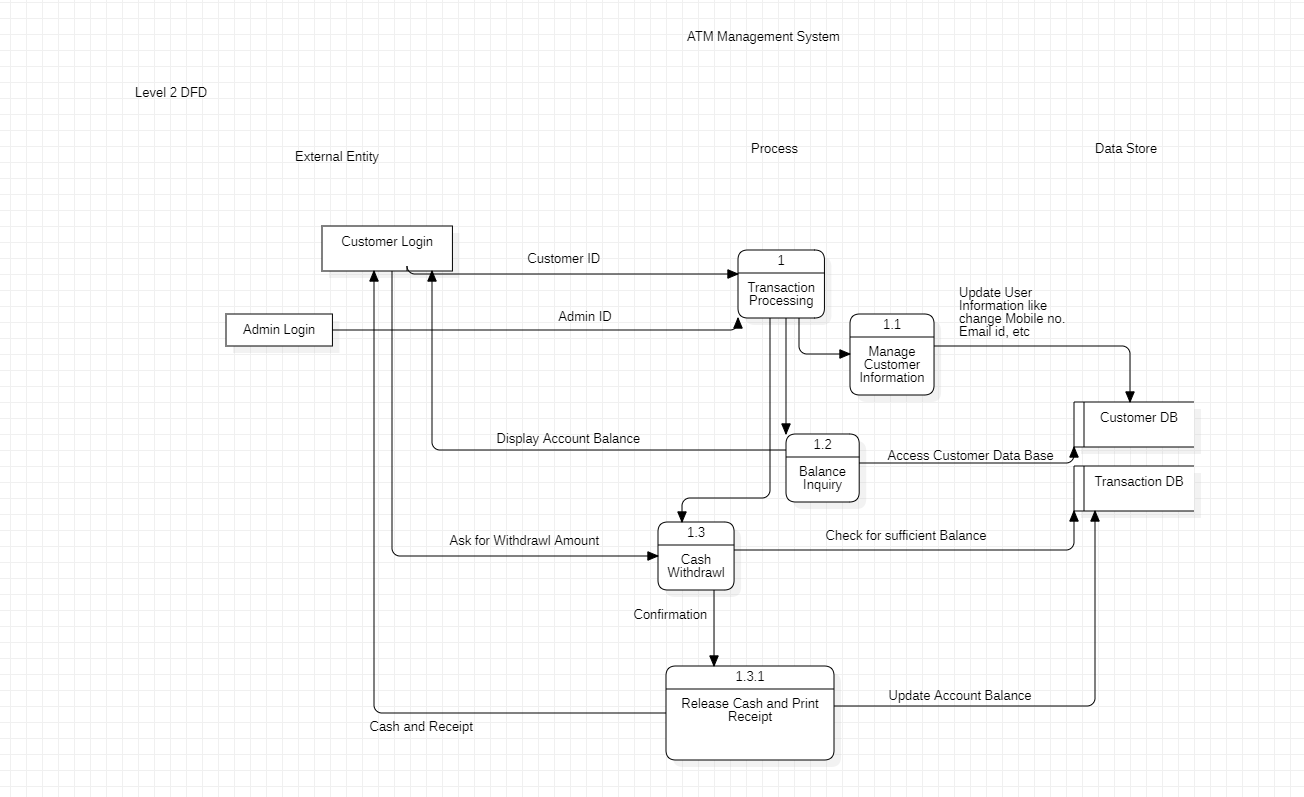 ATM Management System
Level 2 DFD
External Entity
Process
Data Store
Customer Login
Customer ID
1
Transaction
Processing
Admin Login
Admin ID
1.1
Manage
Customer
Information
Update User
Information like
change Mobile no.
Email id, etc
Customer DB
Display Account Balance
1.2
Balance
Inquiry
Access Customer Data Base
Transaction DB
Ask for Withdrawl Amount
1.3
Cash
Withdrawl
Check for sufficient Balance
Confirmation
1.3.1
Release Cash and Print
Receipt
Update Account Balance
Cash and Receipt